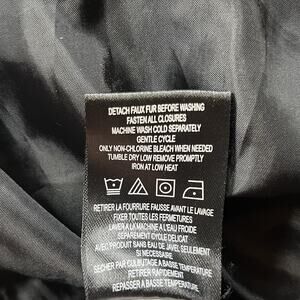 DETACH FAUX FUR BEFORE WASHING
FASTEN ALL CLOSURES
MACHINE WASH COLD SEPARATELY
GENTLE CYCLE
ONLY NON-CHLORINE BLEACH WHEN NEEDED
TUMBLE DRY LOW REMOVE PROMPTLY
IRON AT LOW HEAT
RETIRER LA FOURRURE FAUSSE AVANT LE LAVAGE
FIXER TOUTES LES FERMETURES
LAVER A LA MACHINE A L'EAU FROIDE
SEPAREMENT CYCLE DELICAT
AVEC PRODUIT SANS EAU DE JAVEL SEULEMENT
SI NECESSAIRE
SECHER PAR CULBUTAGE A BASSE TEMPERATURE
RETIRER RAPIDEMENT
REPASSER A BASSE TEMPERATURE